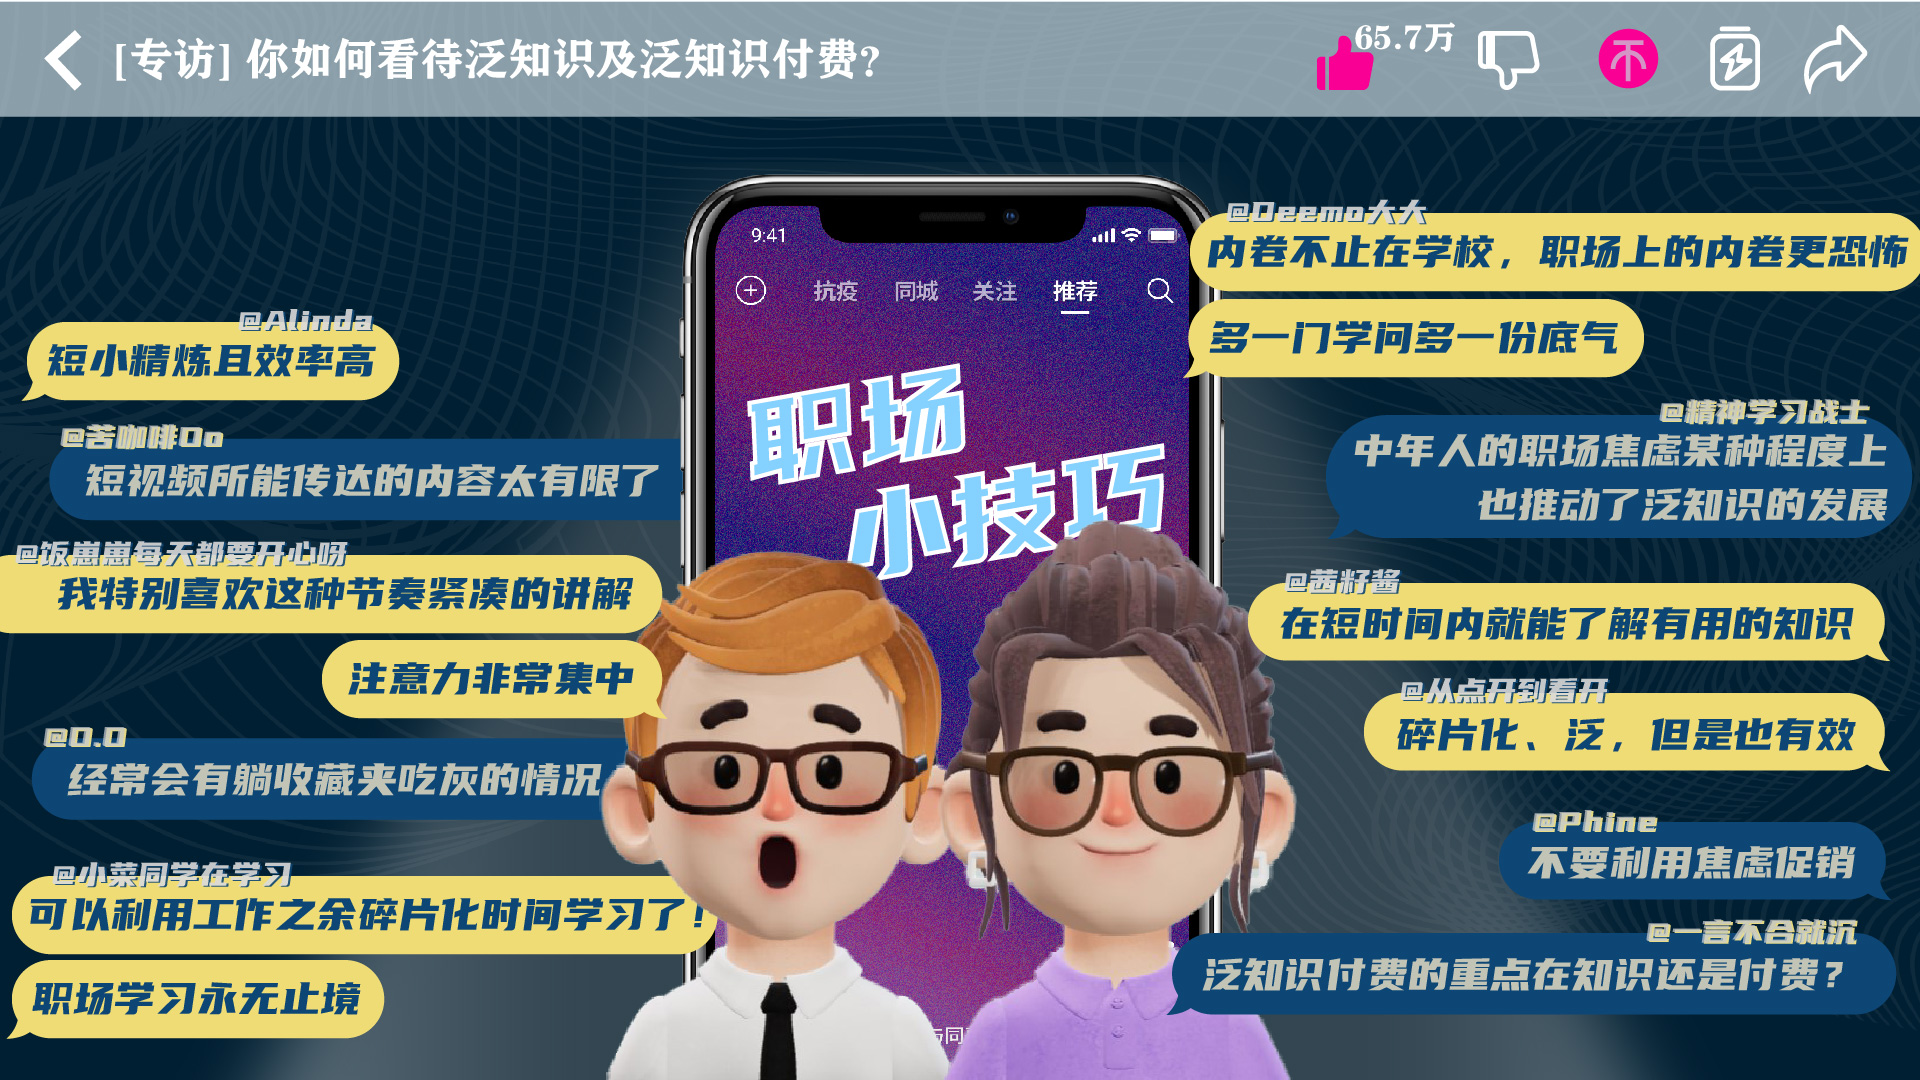 [专访] 你如何看待泛知识及泛知识付费?
65.7万
9:41
抗疫 同城 关注 推荐
职场
小技巧
@Alinda
短小精炼且效率高
@苦咖啡Da
短视频所能传达的内容太有限了
@饭崽崽每天都要开心呀
我特别喜欢这种节奏紧凑的讲解
注意力非常集中
@D.D
经常会有躺收藏夹吃灰的情况
@小菜同学在学习
可以利用工作之余碎片化时间学习了!
职场学习永无止境
@Deemo大大
内卷不止在学校，职场上的内卷更恐怖
多一门学问多一份底气
@精神学习战士
中年人的职场焦虑某种程度上
也推动了泛知识的发展
@茜籽酱
在短时间内就能了解有用的知识
@从点开到看开
碎片化、泛，但是也有效
@Phine
不要利用焦虑促销
@一言不合就沉
泛知识付费的重点在知识还是付费？